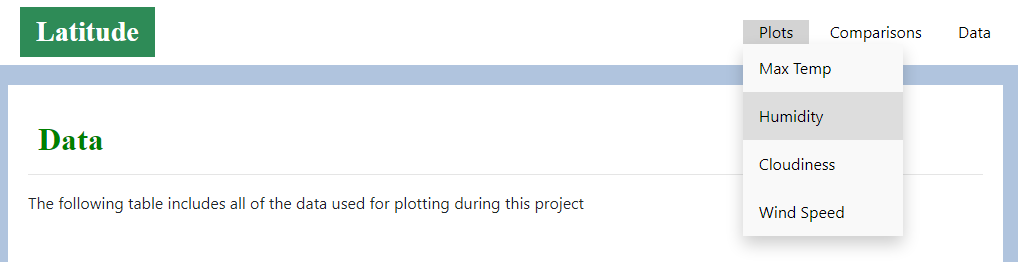 Latitude
Plots Comparisons Data
Max Temp
Humidity
Cloudiness
Wind Speed
Data
The following table includes all of the data used for plotting during this project